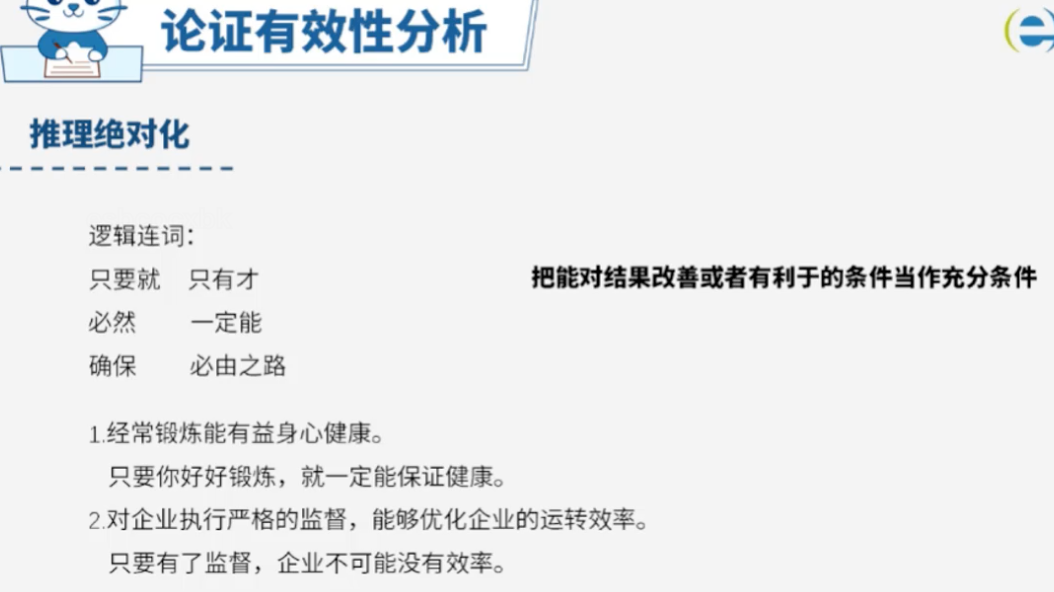 论证有效性分析
推理绝对化
逻辑连词：
只要就 只有才
把能对结果改善或者有利于的条件当作充分条件
必然 一定能
确保 必由之路
1.经常锻炼能有益身心健康。
只要你好好锻炼，就一定能保证健康。
2.对企业执行严格的监督，能够优化企业的运转效率。
只要有了监督，企业不可能没有效率。